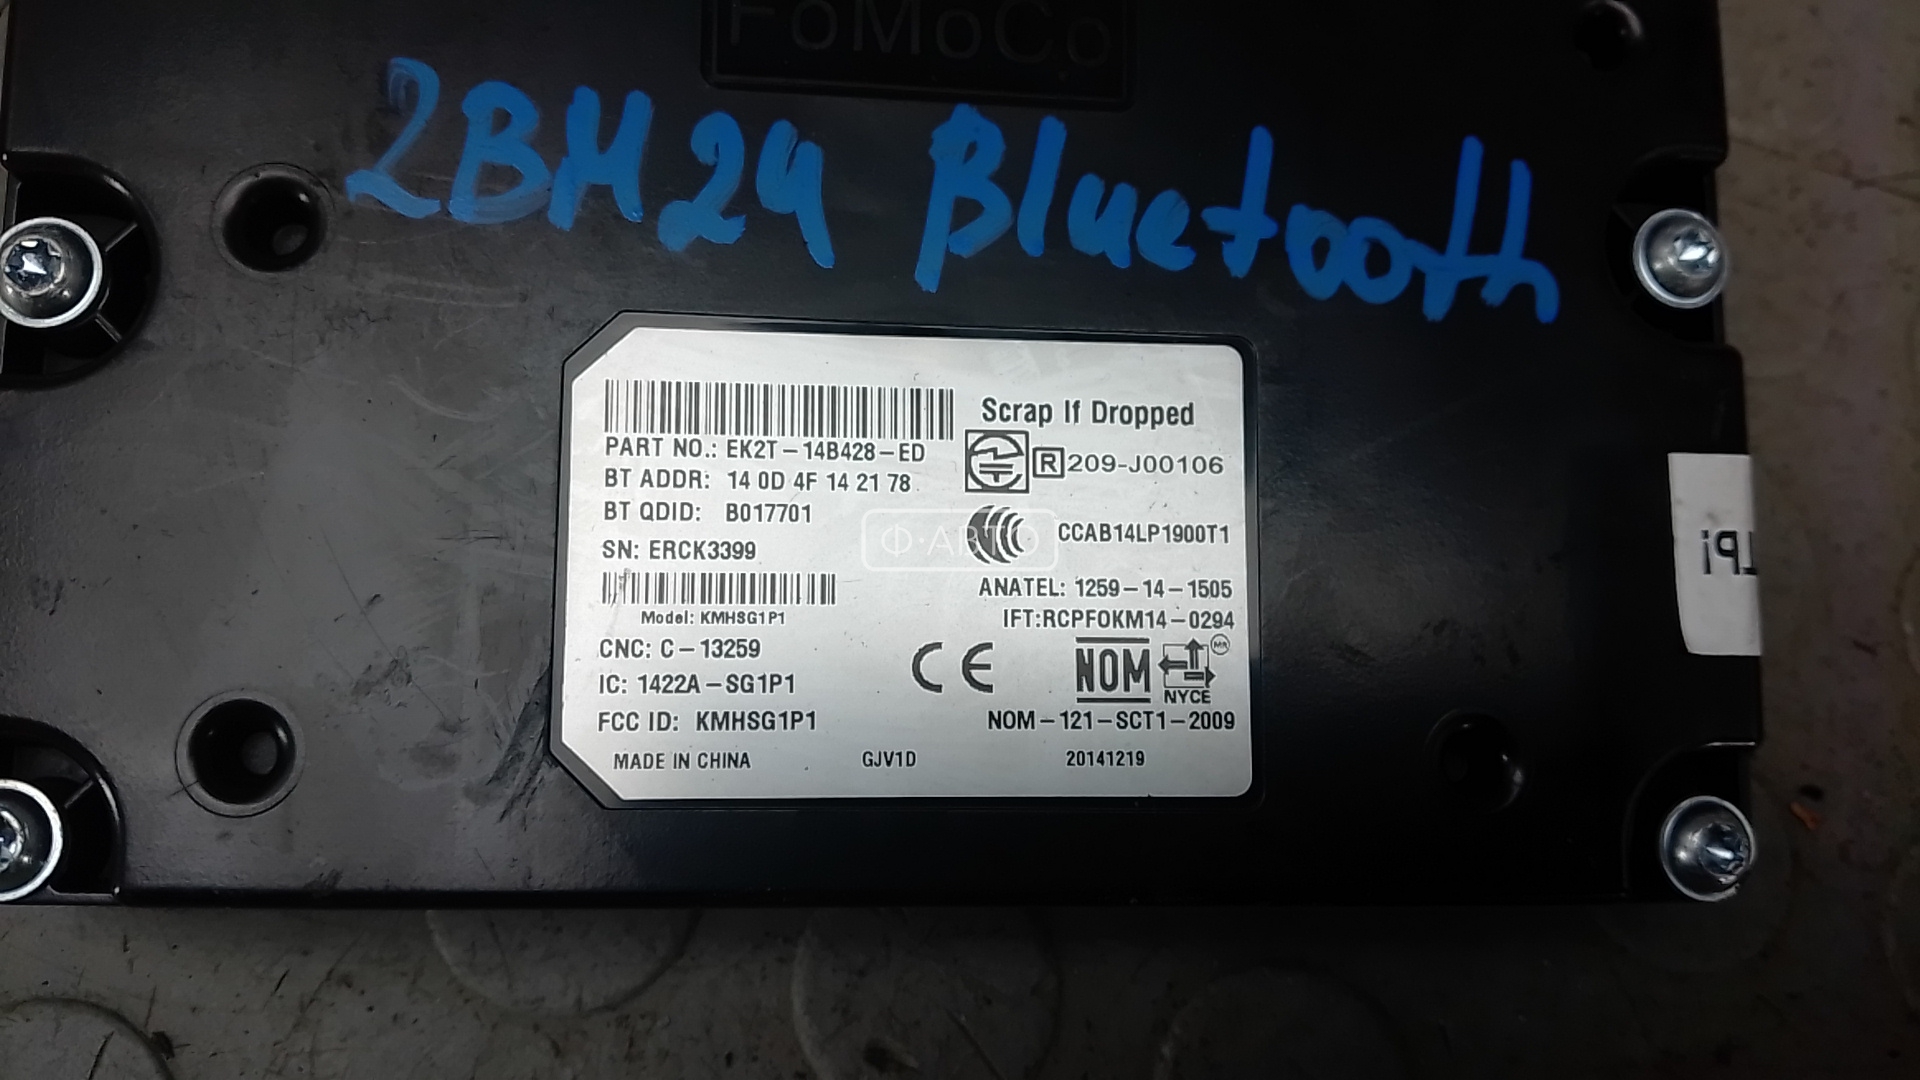 FoMoCo
2BM24 Bluetooth
Scrap If Dropped
PART NO.: EK2T-14B428-ED
R 209-J00106
BT ADDR: 14 0D 4F 14 21 78
BT QDID: B017701
Ф·АВТО
CCAB14LP1900T1
SN: ERCK3399
ANATEL: 1259-14-1505
Model: KMHSG1P1
IFT:RCPFOKM14-0294
CNC: C-13259
CE
NOM
NYCE
IC: 1422A-SG1P1
FCC ID: KMHSG1P1
NOM-121-SCT1-2009
MADE IN CHINA GJV1D 20141219